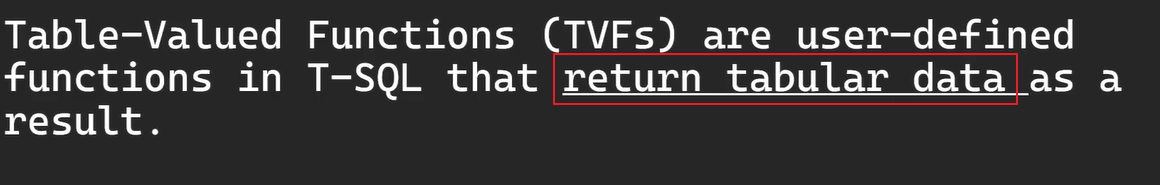 Table-Valued Functions (TVFs) are user-defined
functions in T-SQL that return tabular data as a
result.